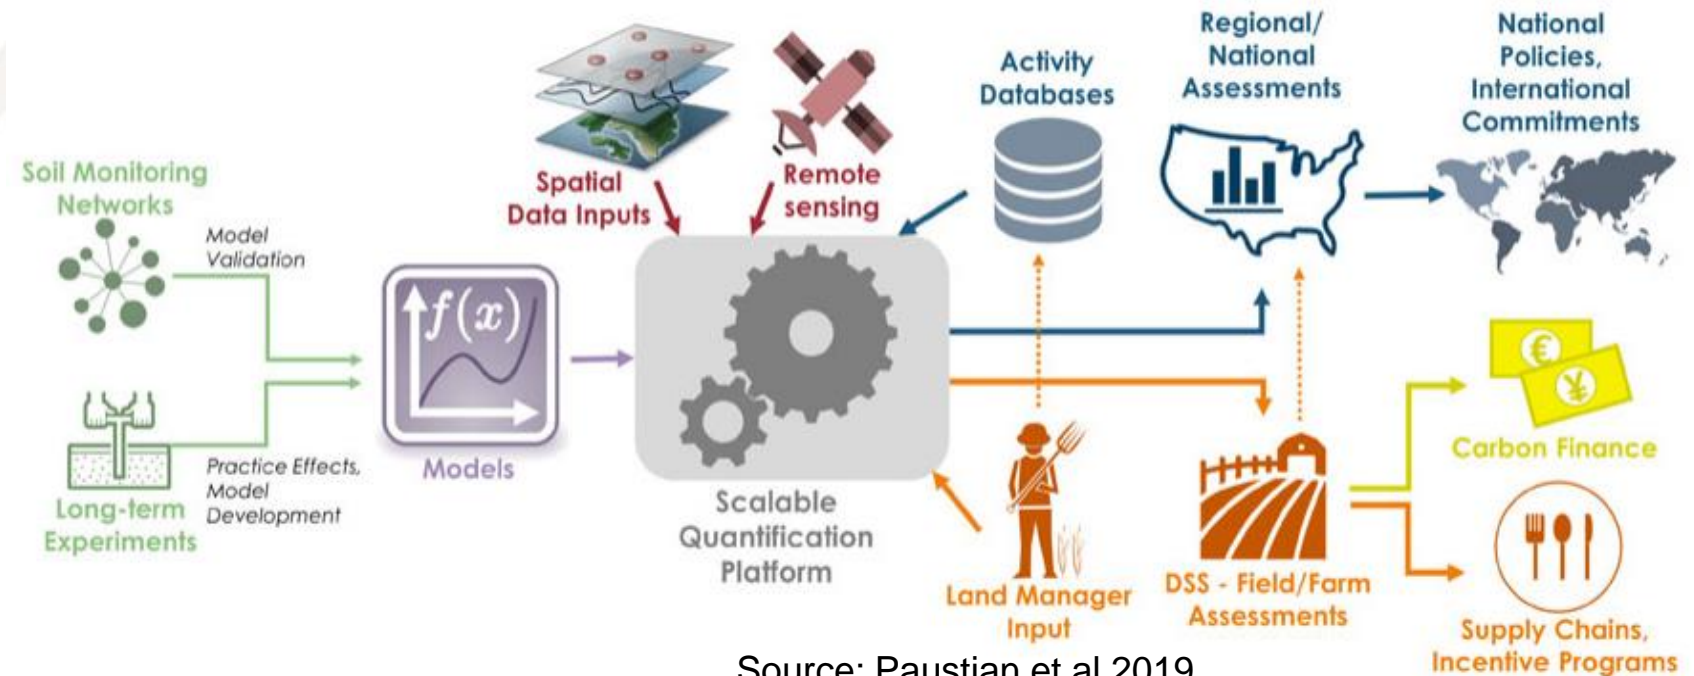 Soil Monitoring
Networks
Model
Validation
Long-term
Experiments
Practice Effects,
Model
Development
f(x)
Models
Spatial
Data Inputs
Remote
sensing
Scalable
Quantification
Platform
Activity
Databases
Regional/
National
Assessments
National
Policies,
International
Commitments
Land Manager
Input
DSS - Field/Farm
Assessments
€
¥
Carbon Finance
Supply Chains,
Incentive Programs
Source: Paustian et al 2019